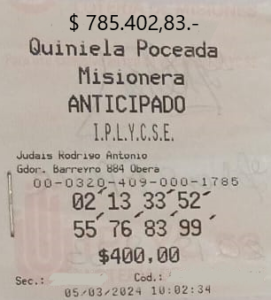 $ 785.402,83.-
Quiniela Poceada
Misionera
ANTICIPADO
I.P.L.Y.C.S.E.
Judais Rodrigo Antonio
Gdor. Barreyro 884 Obera
00-0320-409-000-1785
02 13 33 52
55 76 83 99
$400,00
Sec.: Cod.:
05/03/2024 10:02:34